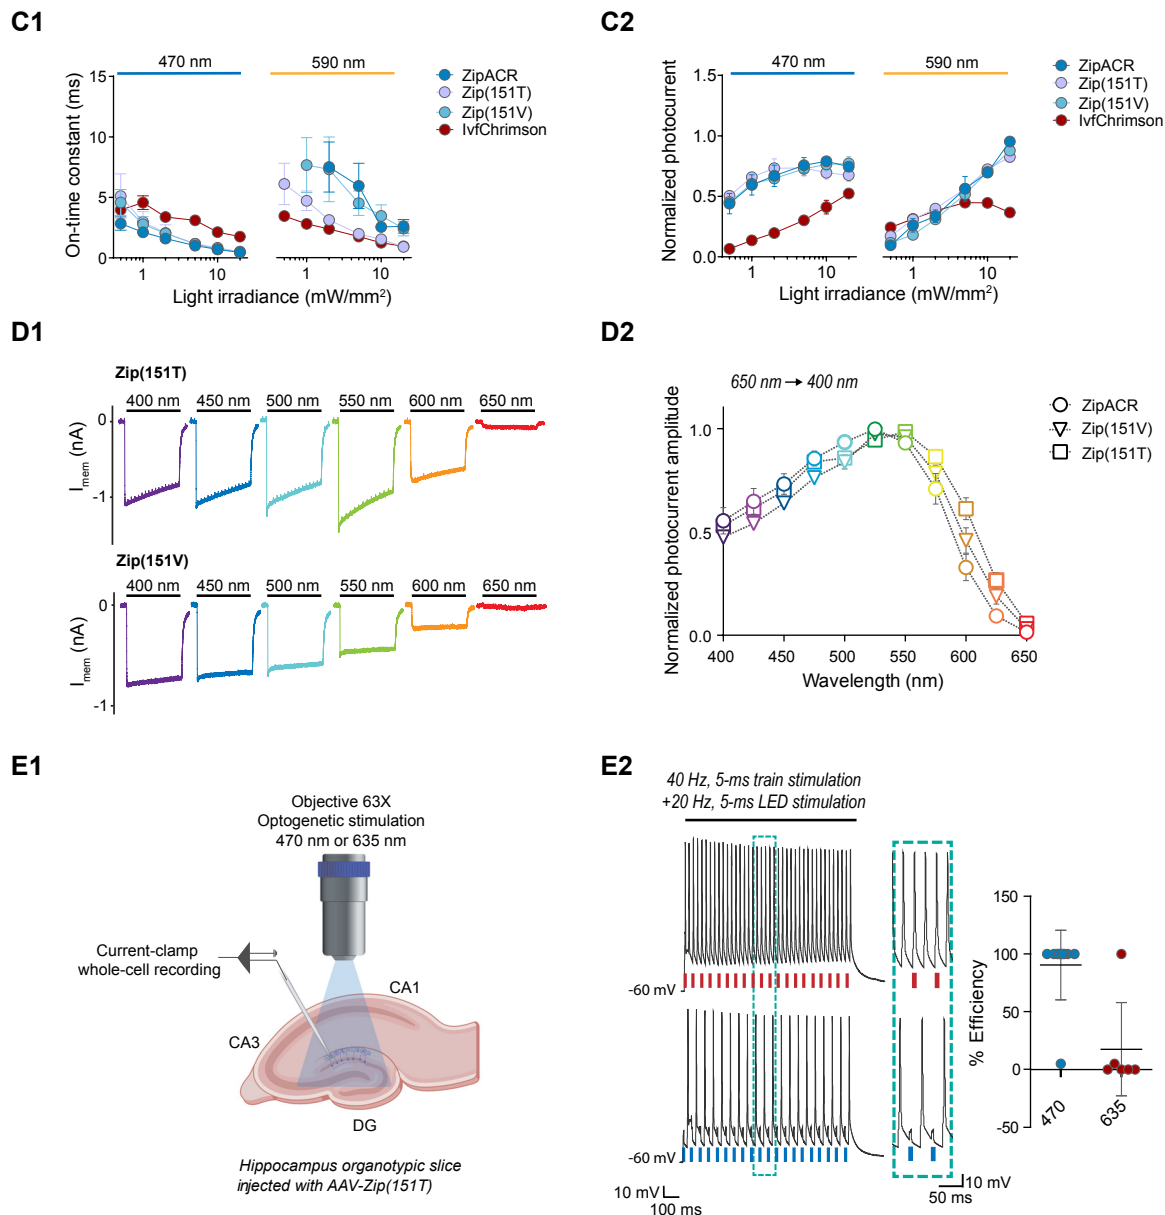 C1
470 nm
590 nm
On-time constant (ms)
15
10
5
0
1
10
1
10
Light irradiance (mW/mm²)
ZipACR
Zip(151T)
Zip(151V)
IvfChrimson
C2
470 nm
590 nm
Normalized photocurrent
1.5
1.0
0.5
0.0
1
10
1
10
Light irradiance (mW/mm²)
ZipACR
Zip(151T)
Zip(151V)
IvfChrimson
D1
Zip(151T)
400 nm 450 nm 500 nm 550 nm 600 nm 650 nm
0
-1
Imem (nA)
Zip(151V)
400 nm 450 nm 500 nm 550 nm 600 nm 650 nm
0
-1
Imem (nA)
D2
650 nm → 400 nm
Normalized photocurrent amplitude
1.0
0.5
0.0
400 450 500 550 600 650
Wavelength (nm)
ZipACR
Zip(151V)
Zip(151T)
E1
Objective 63X
Optogenetic stimulation
470 nm or 635 nm
Current-clamp
whole-cell recording
CA1
CA3
DG
Hippocampus organotypic slice
injected with AAV-Zip(151T)
E2
40 Hz, 5-ms train stimulation
+20 Hz, 5-ms LED stimulation
-60 mV
-60 mV
10 mV
100 ms
10 mV
50 ms
% Efficiency
150
100
50
0
-50
470
635